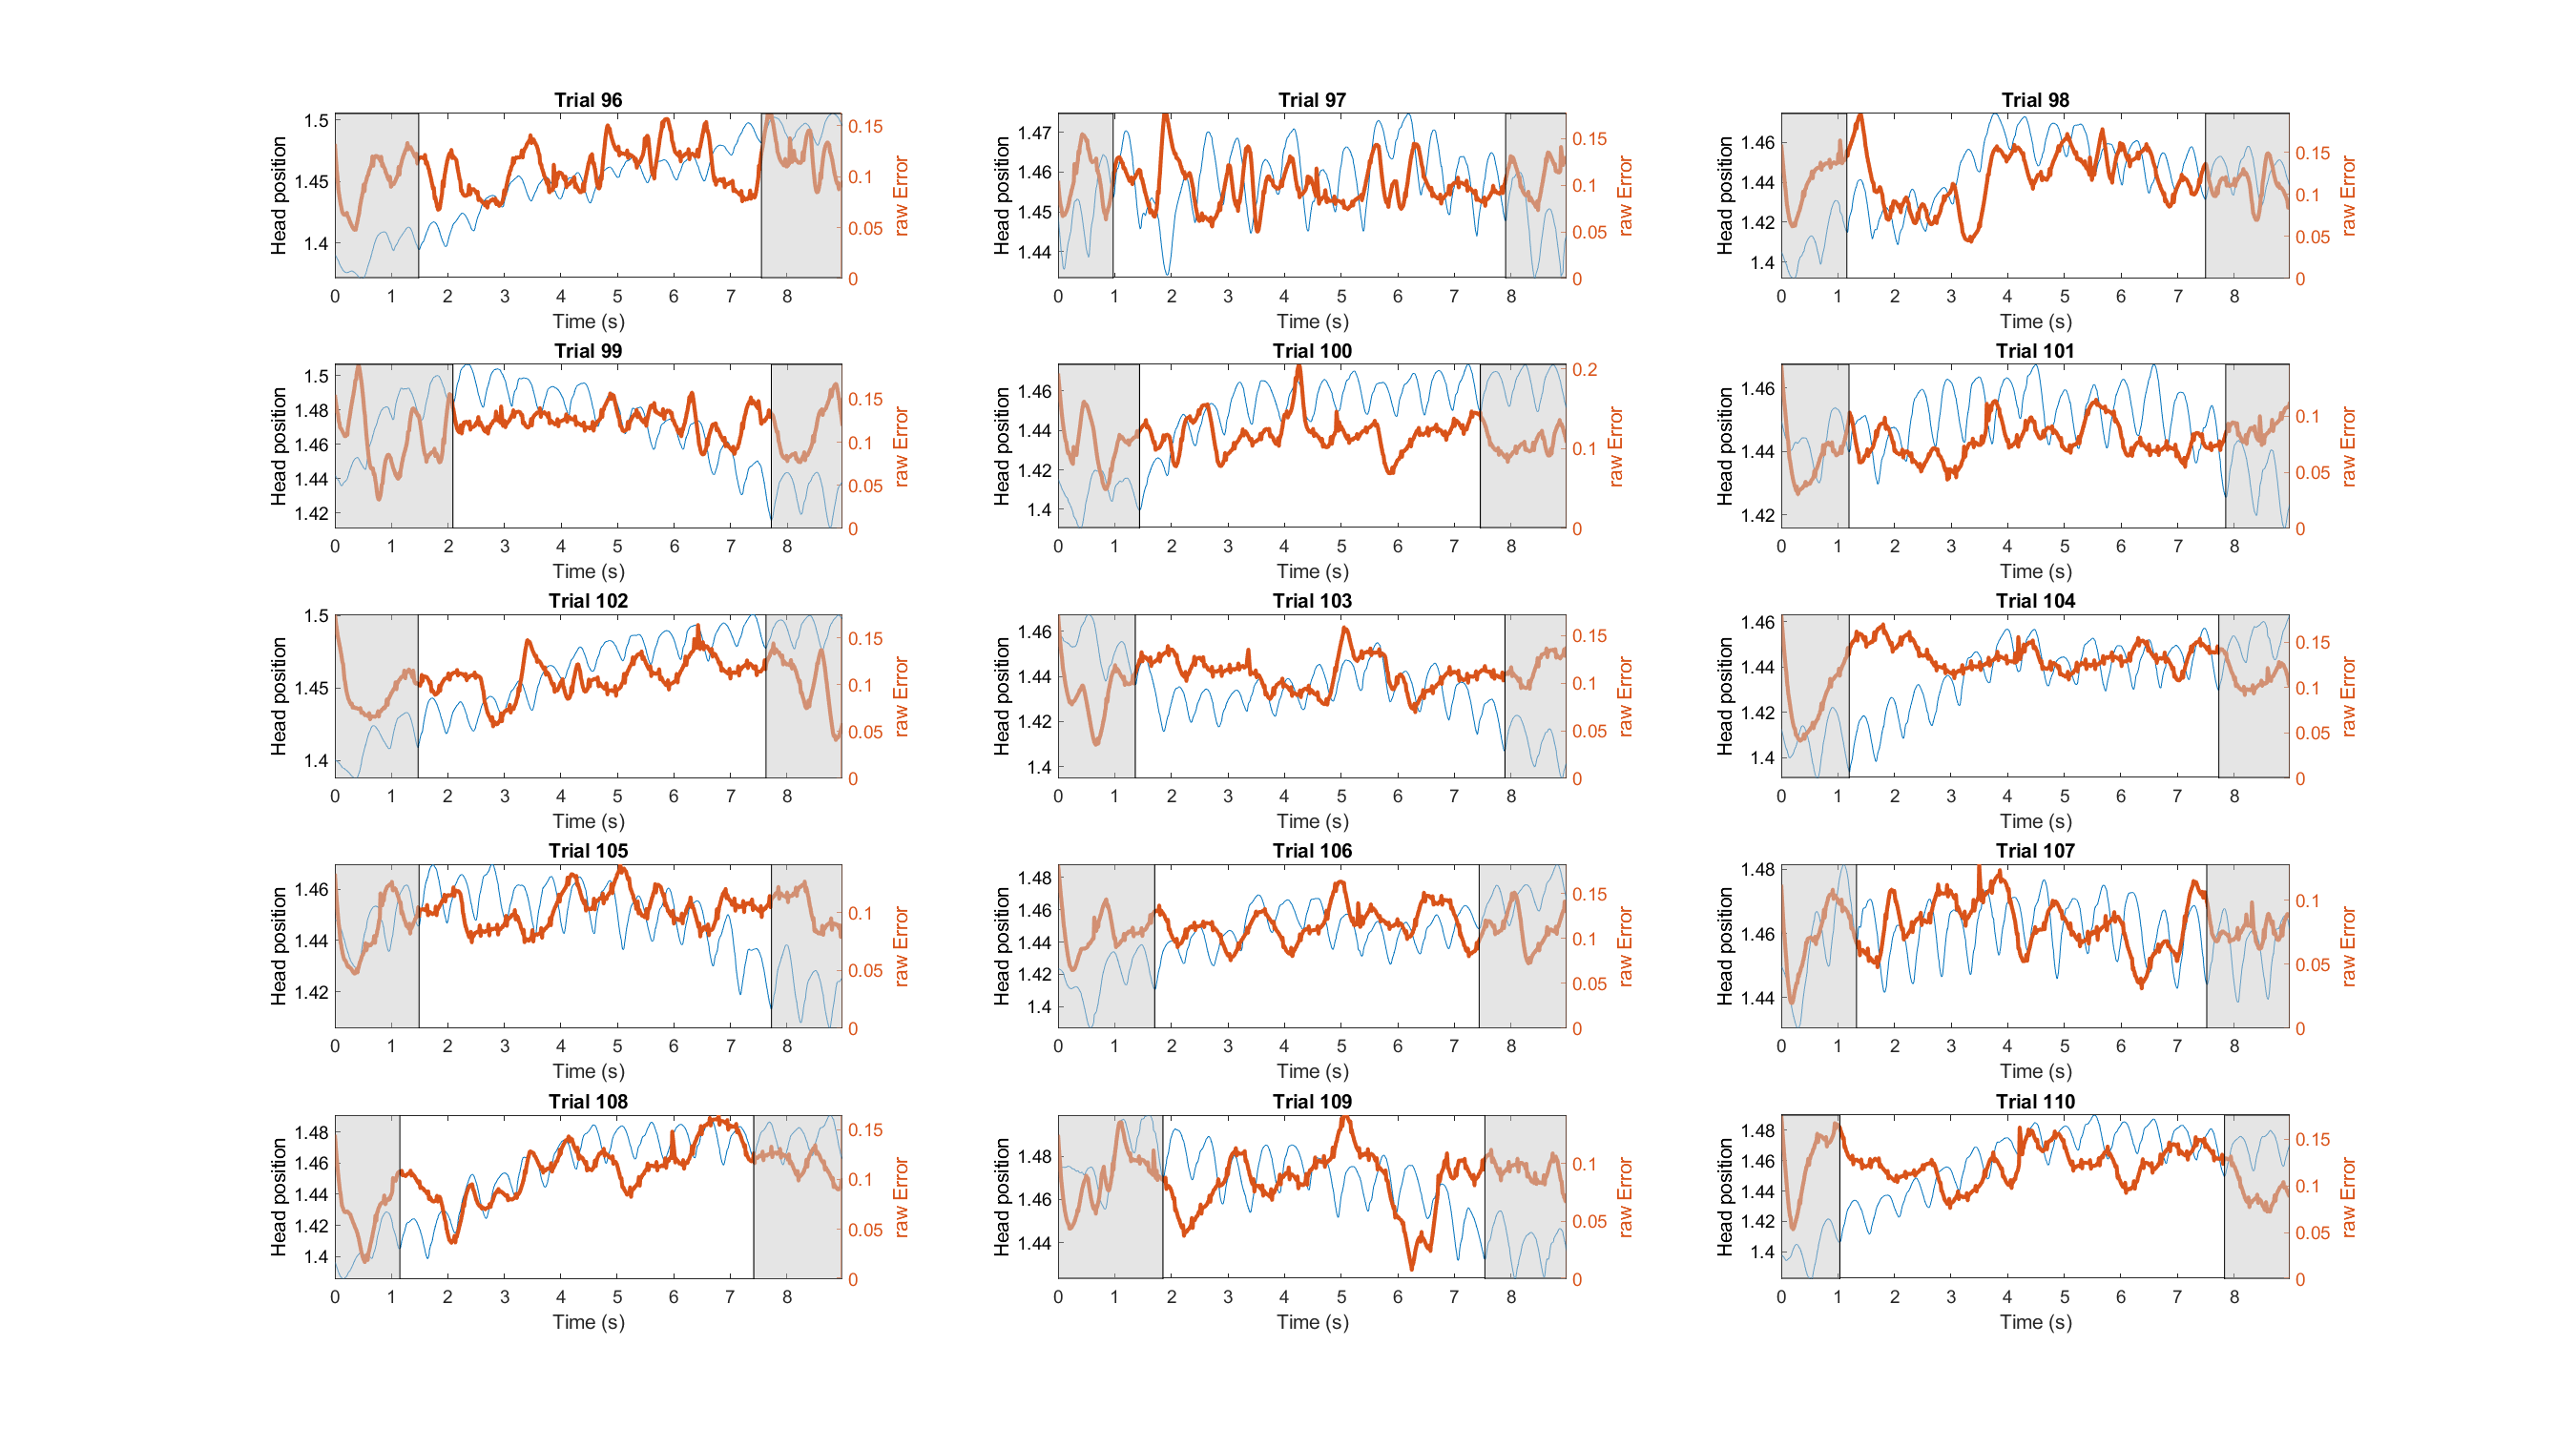 Trial 96
Head position
1.5
1.45
1.4
0.15
0.1
0.05
0
raw Error
0 1 2 3 4 5 6 7 8
Time (s)
Trial 97
Head position
1.47
1.46
1.45
1.44
0.15
0.1
0.05
0
raw Error
0 1 2 3 4 5 6 7 8
Time (s)
Trial 98
Head position
1.46
1.44
1.42
1.4
0.15
0.1
0.05
0
raw Error
0 1 2 3 4 5 6 7 8
Time (s)
Trial 99
Head position
1.5
1.48
1.46
1.44
1.42
0.15
0.1
0.05
0
raw Error
0 1 2 3 4 5 6 7 8
Time (s)
Trial 100
Head position
1.46
1.44
1.42
1.4
0.2
0.1
0
raw Error
0 1 2 3 4 5 6 7 8
Time (s)
Trial 101
Head position
1.46
1.44
1.42
0.1
0.05
0
raw Error
0 1 2 3 4 5 6 7 8
Time (s)
Trial 102
Head position
1.5
1.45
1.4
0.15
0.1
0.05
0
raw Error
0 1 2 3 4 5 6 7 8
Time (s)
Trial 103
Head position
1.46
1.44
1.42
1.4
0.15
0.1
0.05
0
raw Error
0 1 2 3 4 5 6 7 8
Time (s)
Trial 104
Head position
1.46
1.44
1.42
1.4
0.15
0.1
0.05
0
raw Error
0 1 2 3 4 5 6 7 8
Time (s)
Trial 105
Head position
1.46
1.44
1.42
0.1
0.05
0
raw Error
0 1 2 3 4 5 6 7 8
Time (s)
Trial 106
Head position
1.48
1.46
1.44
1.42
1.4
0.15
0.1
0.05
0
raw Error
0 1 2 3 4 5 6 7 8
Time (s)
Trial 107
Head position
1.48
1.46
1.44
0.1
0.05
0
raw Error
0 1 2 3 4 5 6 7 8
Time (s)
Trial 108
Head position
1.48
1.46
1.44
1.42
1.4
0.15
0.1
0.05
0
raw Error
0 1 2 3 4 5 6 7 8
Time (s)
Trial 109
Head position
1.48
1.46
1.44
0.1
0.05
0
raw Error
0 1 2 3 4 5 6 7 8
Time (s)
Trial 110
Head position
1.48
1.46
1.44
1.42
1.4
0.15
0.1
0.05
0
raw Error
0 1 2 3 4 5 6 7 8
Time (s)